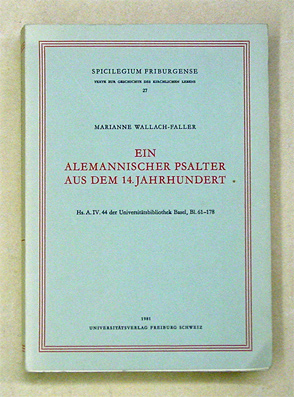 SPICILEGIUM FRIBURGENSE
TEXTE ZUR GESCHICHTE DES KIRCHLICHEN LEBENS
27
MARIANNE WALLACH-FALLER
EIN
ALEMANNISCHER PSALTER
AUS DEM 14. JAHRHUNDERT
Hs. A. IV. 44 der Universitätsbibliothek Basel, Bl. 61–178
1981
UNIVERSITÄTSVERLAG FREIBURG SCHWEIZ